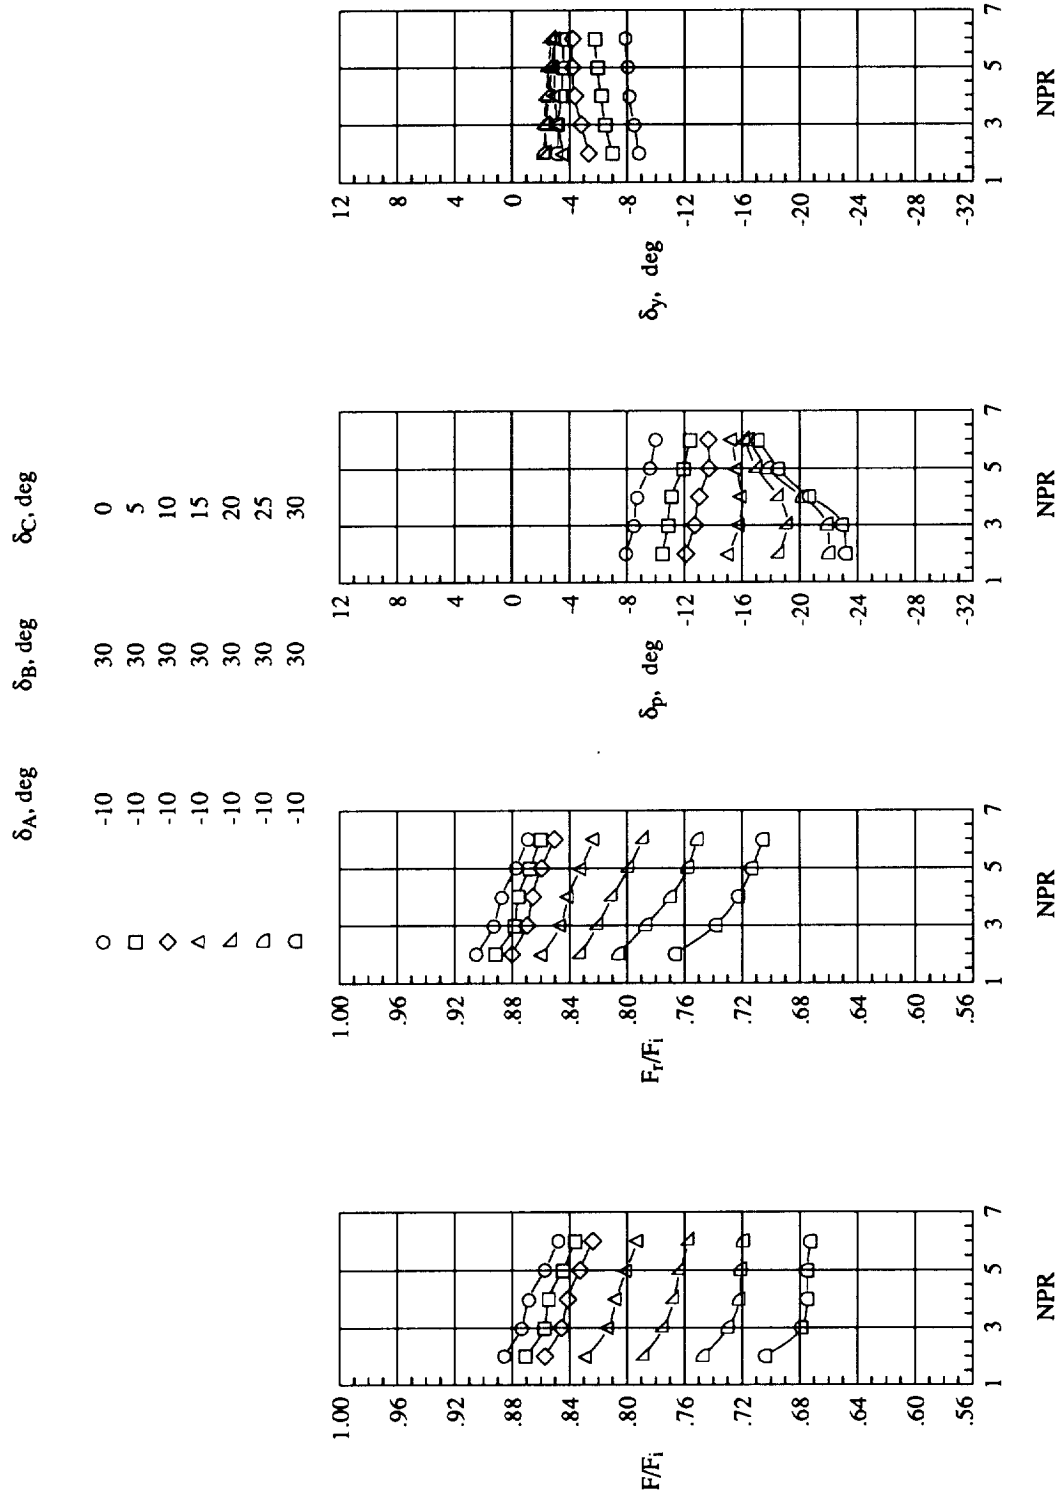 δA, deg δB, deg δC, deg
-10 30 0
-10 30 5
-10 30 10
-10 30 15
-10 30 20
-10 30 25
-10 30 30
F/Fi
1.00
.96
.92
.88
.84
.80
.76
.72
.68
.64
.60
.56
1 3 5 7
NPR
Fr/Fi
1.00
.96
.92
.88
.84
.80
.76
.72
.68
.64
.60
.56
1 3 5 7
NPR
δp, deg
12
8
4
0
-4
-8
-12
-16
-20
-24
-28
-32
1 3 5 7
NPR
δy, deg
12
8
4
0
-4
-8
-12
-16
-20
-24
-28
-32
1 3 5 7
NPR